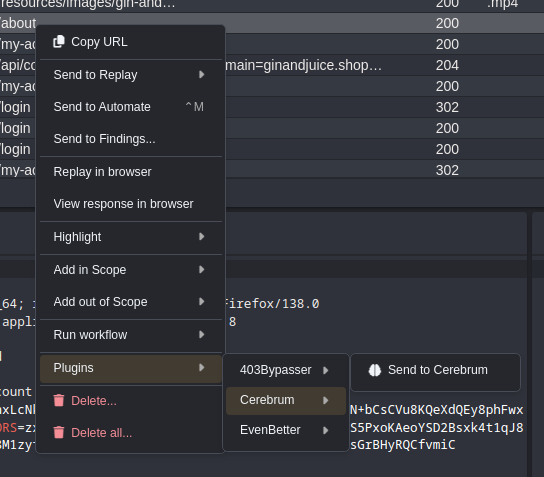 /resources/images/gin-and… 200 .mp4
/about 200
/my-ac 200
/api/co main=ginandjuice.shop… 204
/my-ac 200
/login 302
/login 200
/login 200
/my-ac 302
Copy URL
Send to Replay
Send to Automate ⌃M
Send to Findings...
Replay in browser
View response in browser
Highlight
Add in Scope
Add out of Scope
Run workflow
Plugins
Delete...
Delete all...
403Bypasser
Cerebrum
EvenBetter
Send to Cerebrum
_64; Firefox/138.0
appli 8
count
N+bCsCVu8KQeXdQEy8phFwx
ORS=zx S5PxoKAeoYSD2Bsxk4t1qJ8
sGrBHyRQCfvmiC